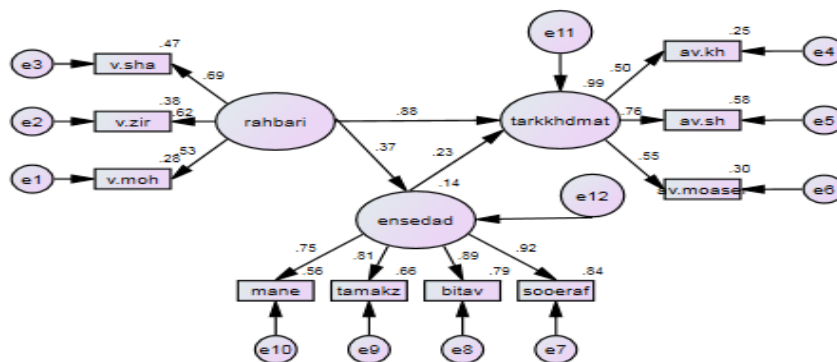 e11
.47
.25
e3
v.sha
av.kh
e4
.69
.50
.99
.38
.58
e2
v.zir
.62
rahbari
.88
tarkkhdmat
.76
av.sh
e5
.37
.23
.55
.28
.53
.30
e1
v.moh
.14
e12
av.moaser
e6
ensedad
.75
.81
.89
.92
.56
.66
.79
.84
mane
tamakz
bitav
sooeraf
e10
e9
e8
e7